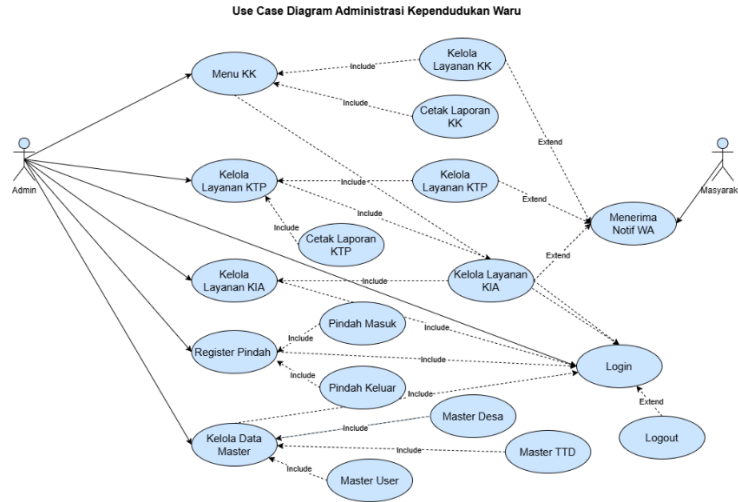 Use Case Diagram Administrasi Kependudukan Waru
Kelola
Layanan KK
Menu KK
Include
Include
Cetak Laporan
KK
Extend
Admin
Masyarak
Kelola
Layanan KTP
Include
Kelola
Layanan KTP
Extend
Include
Menerima
Notif WA
Include
Cetak Laporan
KTP
Extend
Kelola
Layanan KIA
Include
Kelola Layanan
KIA
Pindah Masuk
Include
Include
Register Pindah
Include
Login
Include
Pindah Keluar
Include
Extend
Master Desa
Include
Kelola Data
Master
Include
Master TTD
Logout
Include
Master User